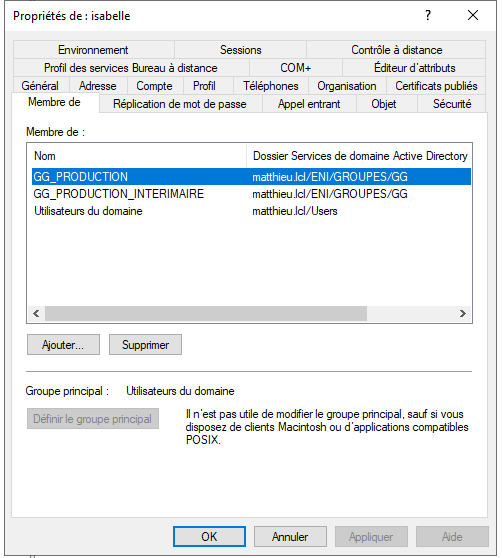 Propriétés de : isabelle
?
Environnement Sessions Contrôle à distance
Profil des services Bureau à distance COM+ Éditeur d'attributs
Général Adresse Compte Profil Téléphones Organisation Certificats publiés
Membre de Réplication de mot de passe Appel entrant Objet Sécurité
Membre de :
Nom Dossier Services de domaine Active Directory
GG_PRODUCTION matthieu.lcl/ENI/GROUPES/GG
GG_PRODUCTION_INTERIMAIRE matthieu.lcl/ENI/GROUPES/GG
Utilisateurs du domaine matthieu.lcl/Users
Ajouter... Supprimer
Groupe principal : Utilisateurs du domaine
Définir le groupe principal
Il n'est pas utile de modifier le groupe principal, sauf si vous
disposez de clients Macintosh ou d'applications compatibles
POSIX.
OK Annuler Appliquer Aide